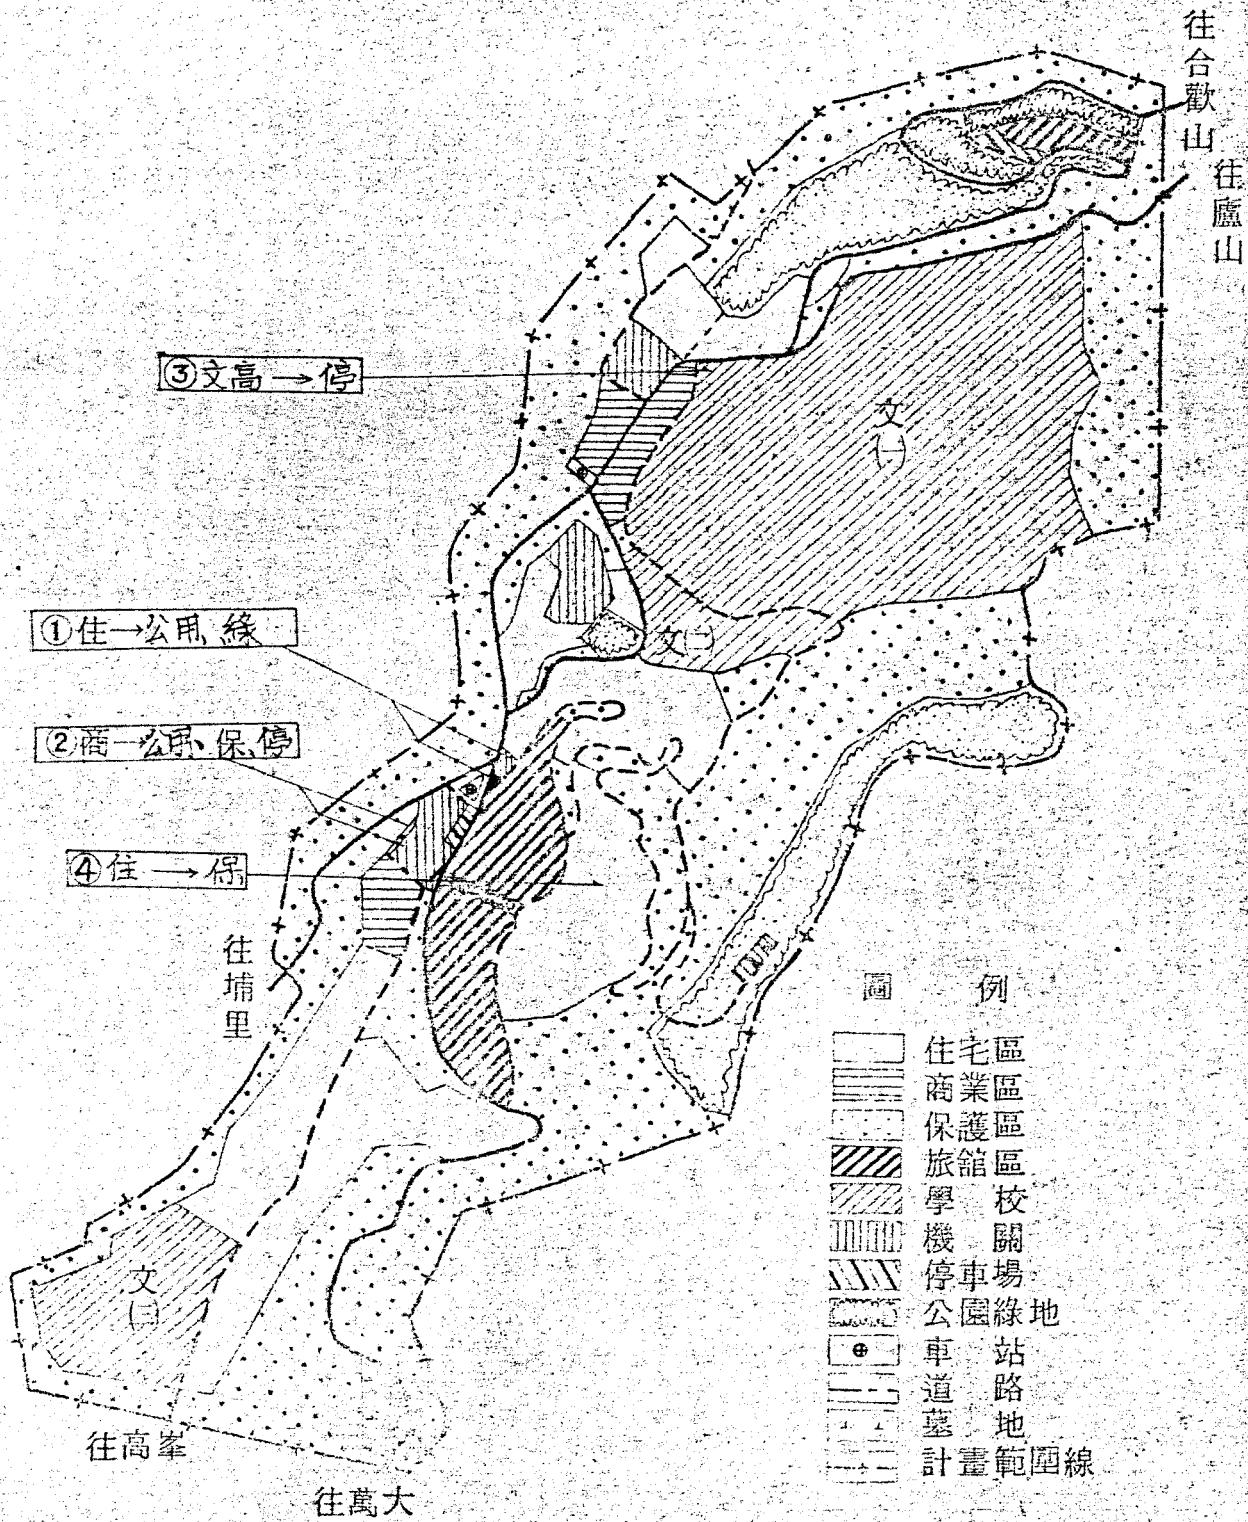 往合歡山
往廬山
③文高→停
文(一)
①住→公用、綠
文(二)
②商→公用、保、停
④住→保
往埔里
圖例
住宅區
商業區
保護區
旅舘區
學校
機關
停車場
公園綠地
車站
道路
墓地
計畫範圍線
往高峯
往萬大